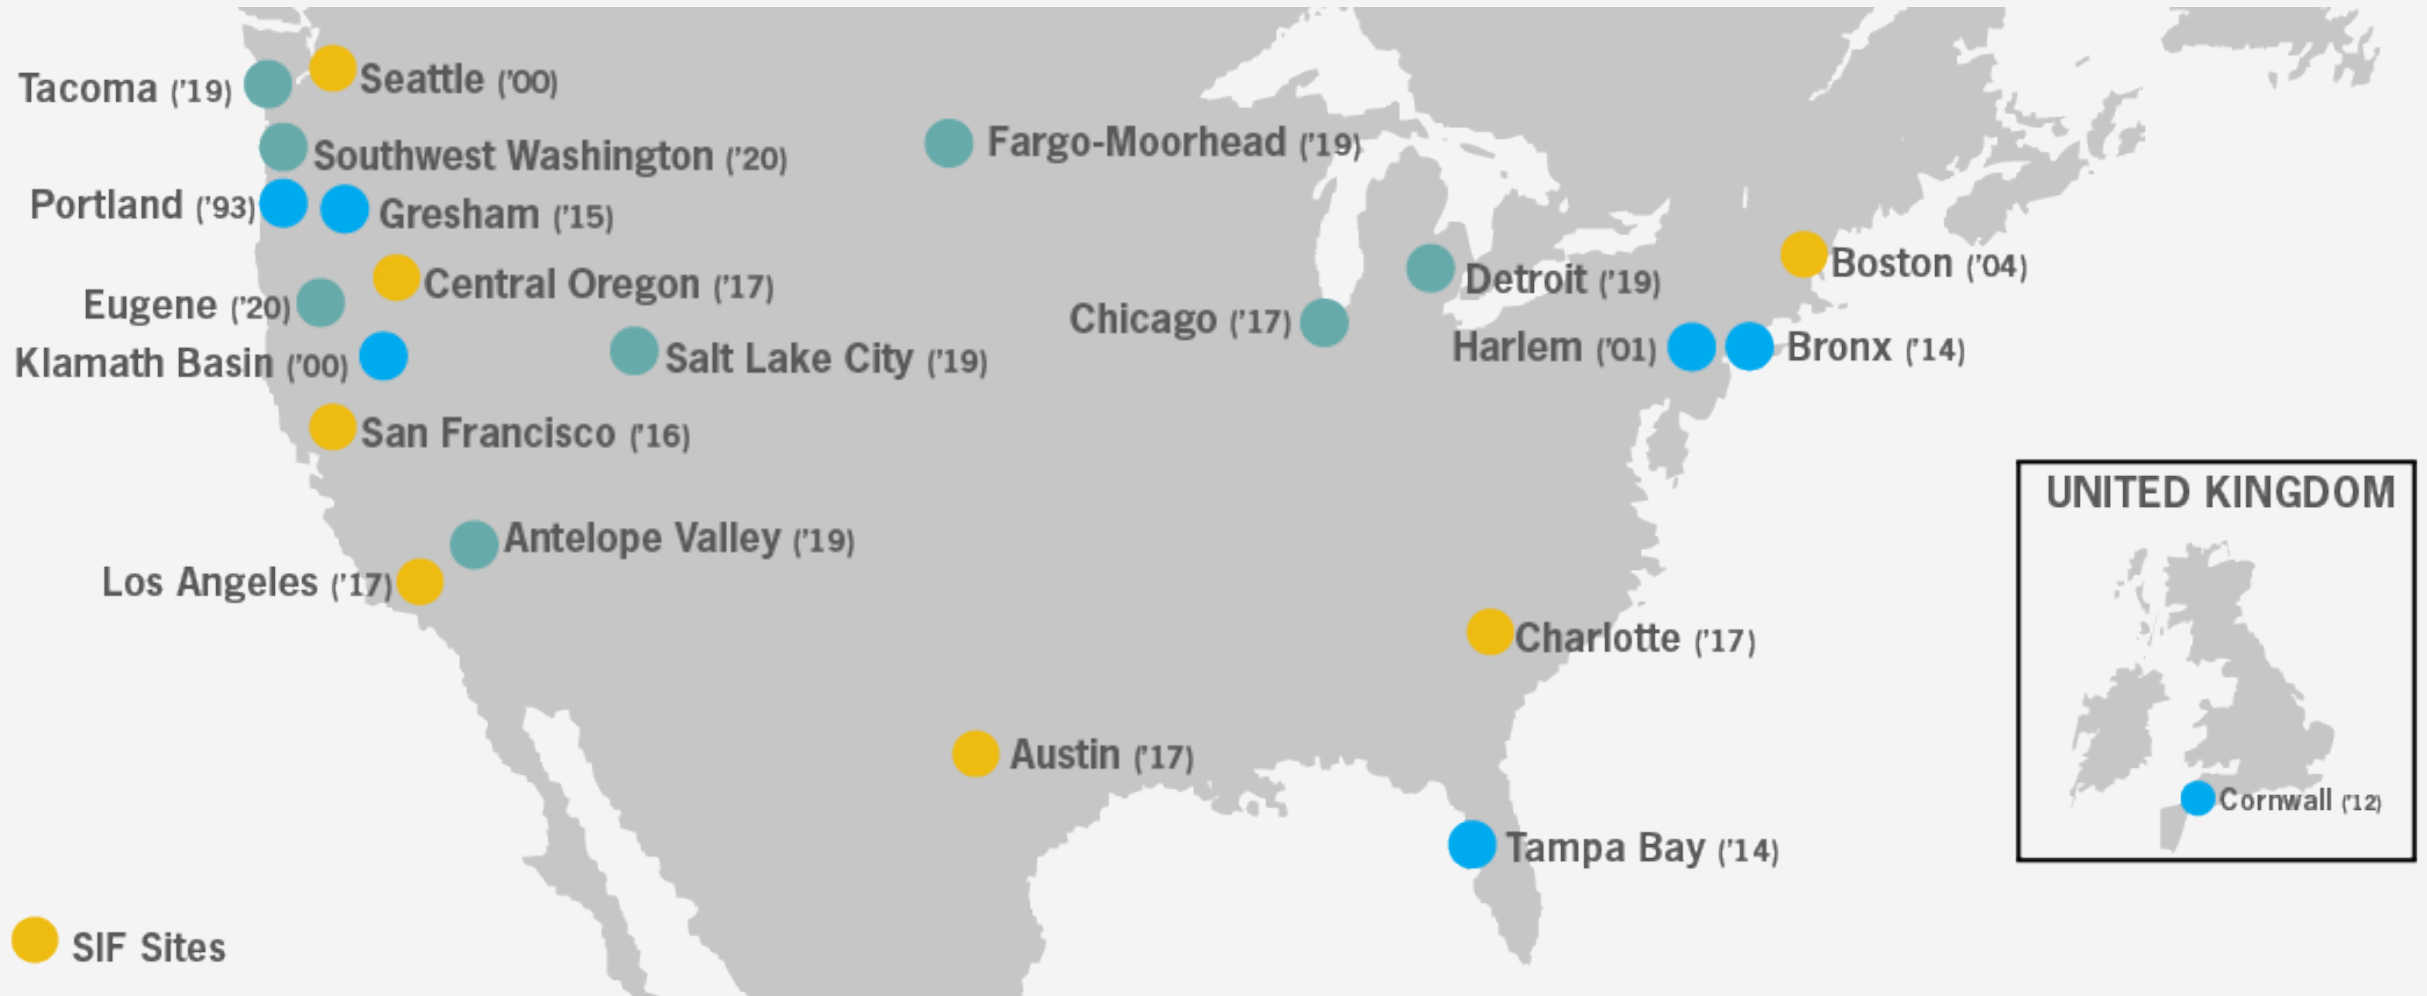 Seattle ('00)
Tacoma ('19)
Southwest Washington ('20)
Fargo-Moorhead ('19)
Portland ('93)
Gresham ('15)
Boston ('04)
Central Oregon ('17)
Detroit ('19)
Eugene ('20)
Chicago ('17)
Klamath Basin ('00)
Salt Lake City ('19)
Harlem ('01)
Bronx ('14)
San Francisco ('16)
UNITED KINGDOM
Antelope Valley ('19)
Los Angeles ('17)
Charlotte ('17)
Austin ('17)
Cornwall ('12)
Tampa Bay ('14)
SIF Sites